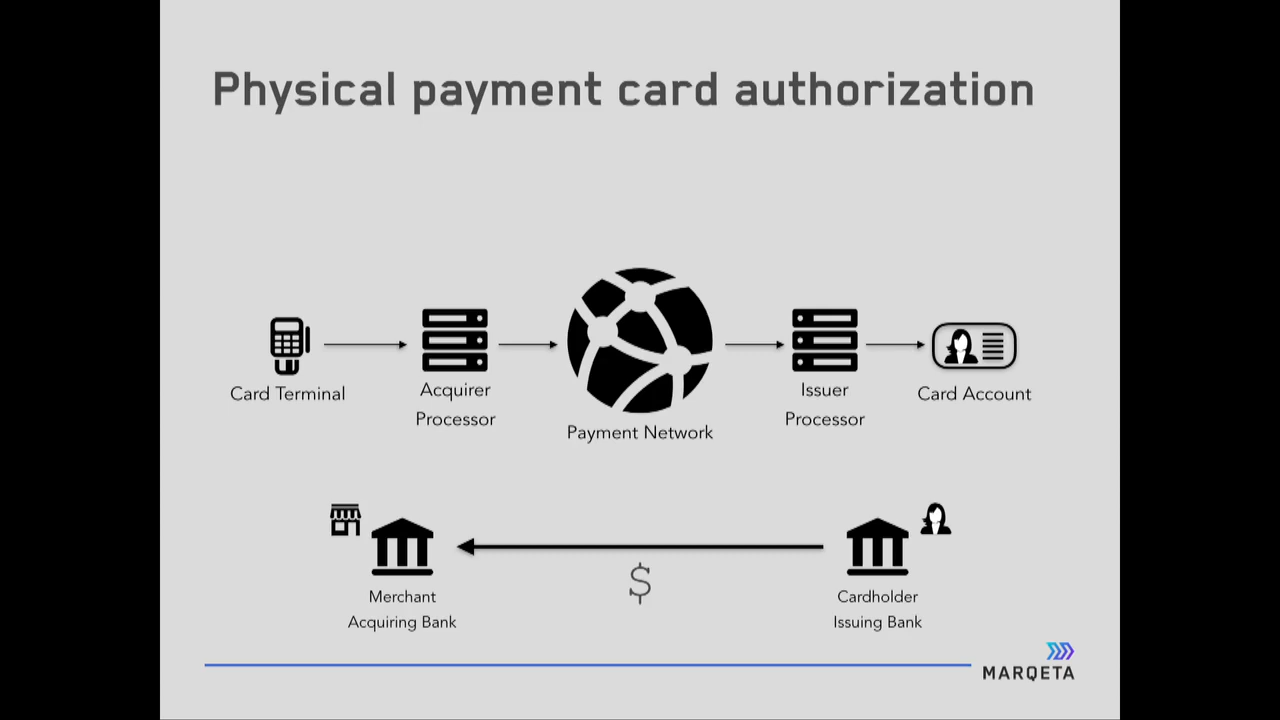 Physical payment card authorization
Card Terminal
Acquirer
Processor
Payment Network
Issuer
Processor
Card Account
$
Merchant
Acquiring Bank
Cardholder
Issuing Bank
MARQETA